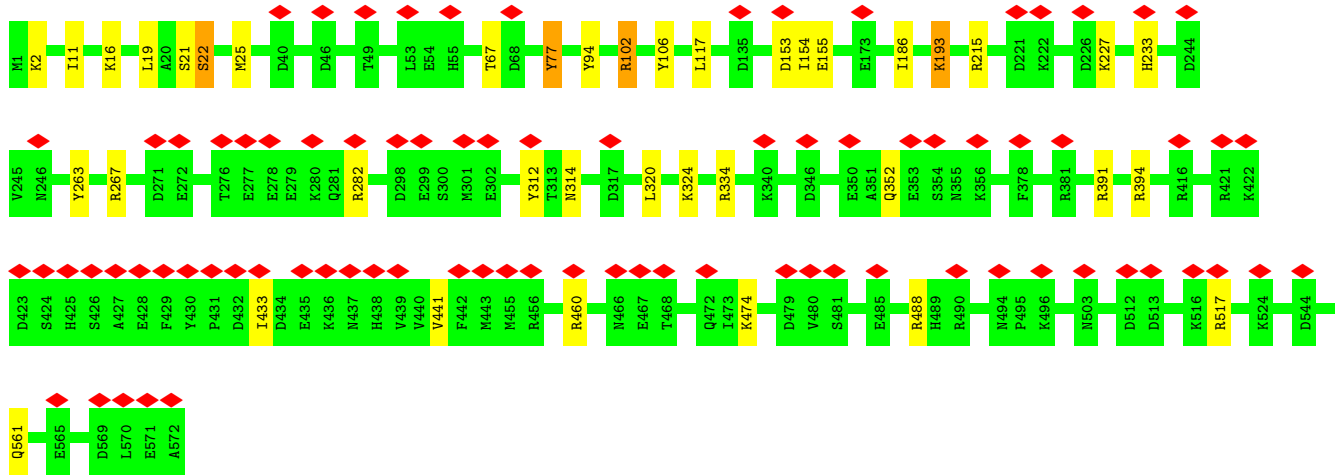 M1 K2 I11 K16 L19 A20 S21 S22 M25 D40 D46 T49 L53 E54 H55 T67 D68 Y77 Y94 R102 Y106 L117 D135 D153 I154 E155 E173 I186 K193 R215 D221 K222 D226 K227 H233 D244
V245 N246 Y263 R267 D271 E272 T276 E277 E278 E279 K280 Q281 R282 D298 E299 S300 M301 E302 Y312 T313 N314 D317 L320 K324 R334 K340 D346 E350 A351 Q352 E353 S354 N355 K356 F378 R381 R391 R394 R416 R421 K422
D423 S424 H425 S426 A427 E428 F429 Y430 P431 D432 I433 D434 E435 K436 N437 H438 V439 V440 V441 F442 M443 M455 R456 R460 N466 E467 T468 Q472 I473 K474 D479 V480 S481 E485 R488 H489 R490 N494 P495 K496 N503 D512 D513 K516 R517 K524 D544
Q561 E565 D569 L570 E571 A572